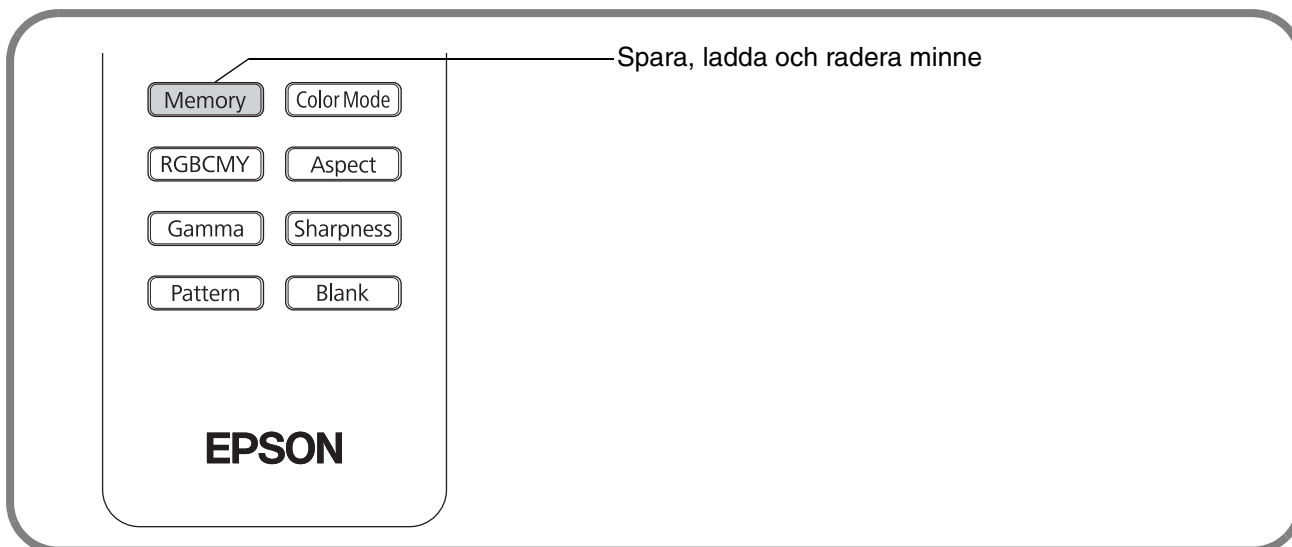 Spara, ladda och radera minne
Memory Color Mode
RGBCMY Aspect
Gamma Sharpness
Pattern Blank
EPSON